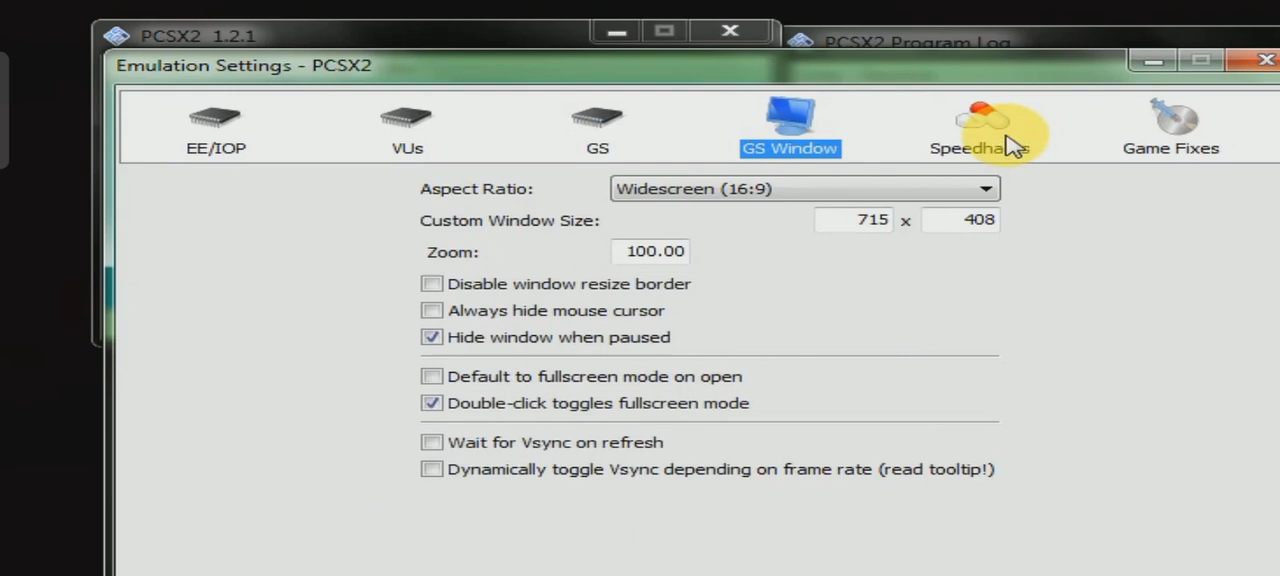 PCSX2 1.2.1
PCSX2 Program Log
Emulation Settings - PCSX2
EE/IOP
VUs
GS
GS Window
Speedhacks
Game Fixes
Aspect Ratio: Widescreen (16:9)
Custom Window Size: 715 x 408
Zoom: 100.00
Disable window resize border
Always hide mouse cursor
Hide window when paused
Default to fullscreen mode on open
Double-click toggles fullscreen mode
Wait for Vsync on refresh
Dynamically toggle Vsync depending on frame rate (read tooltip!)